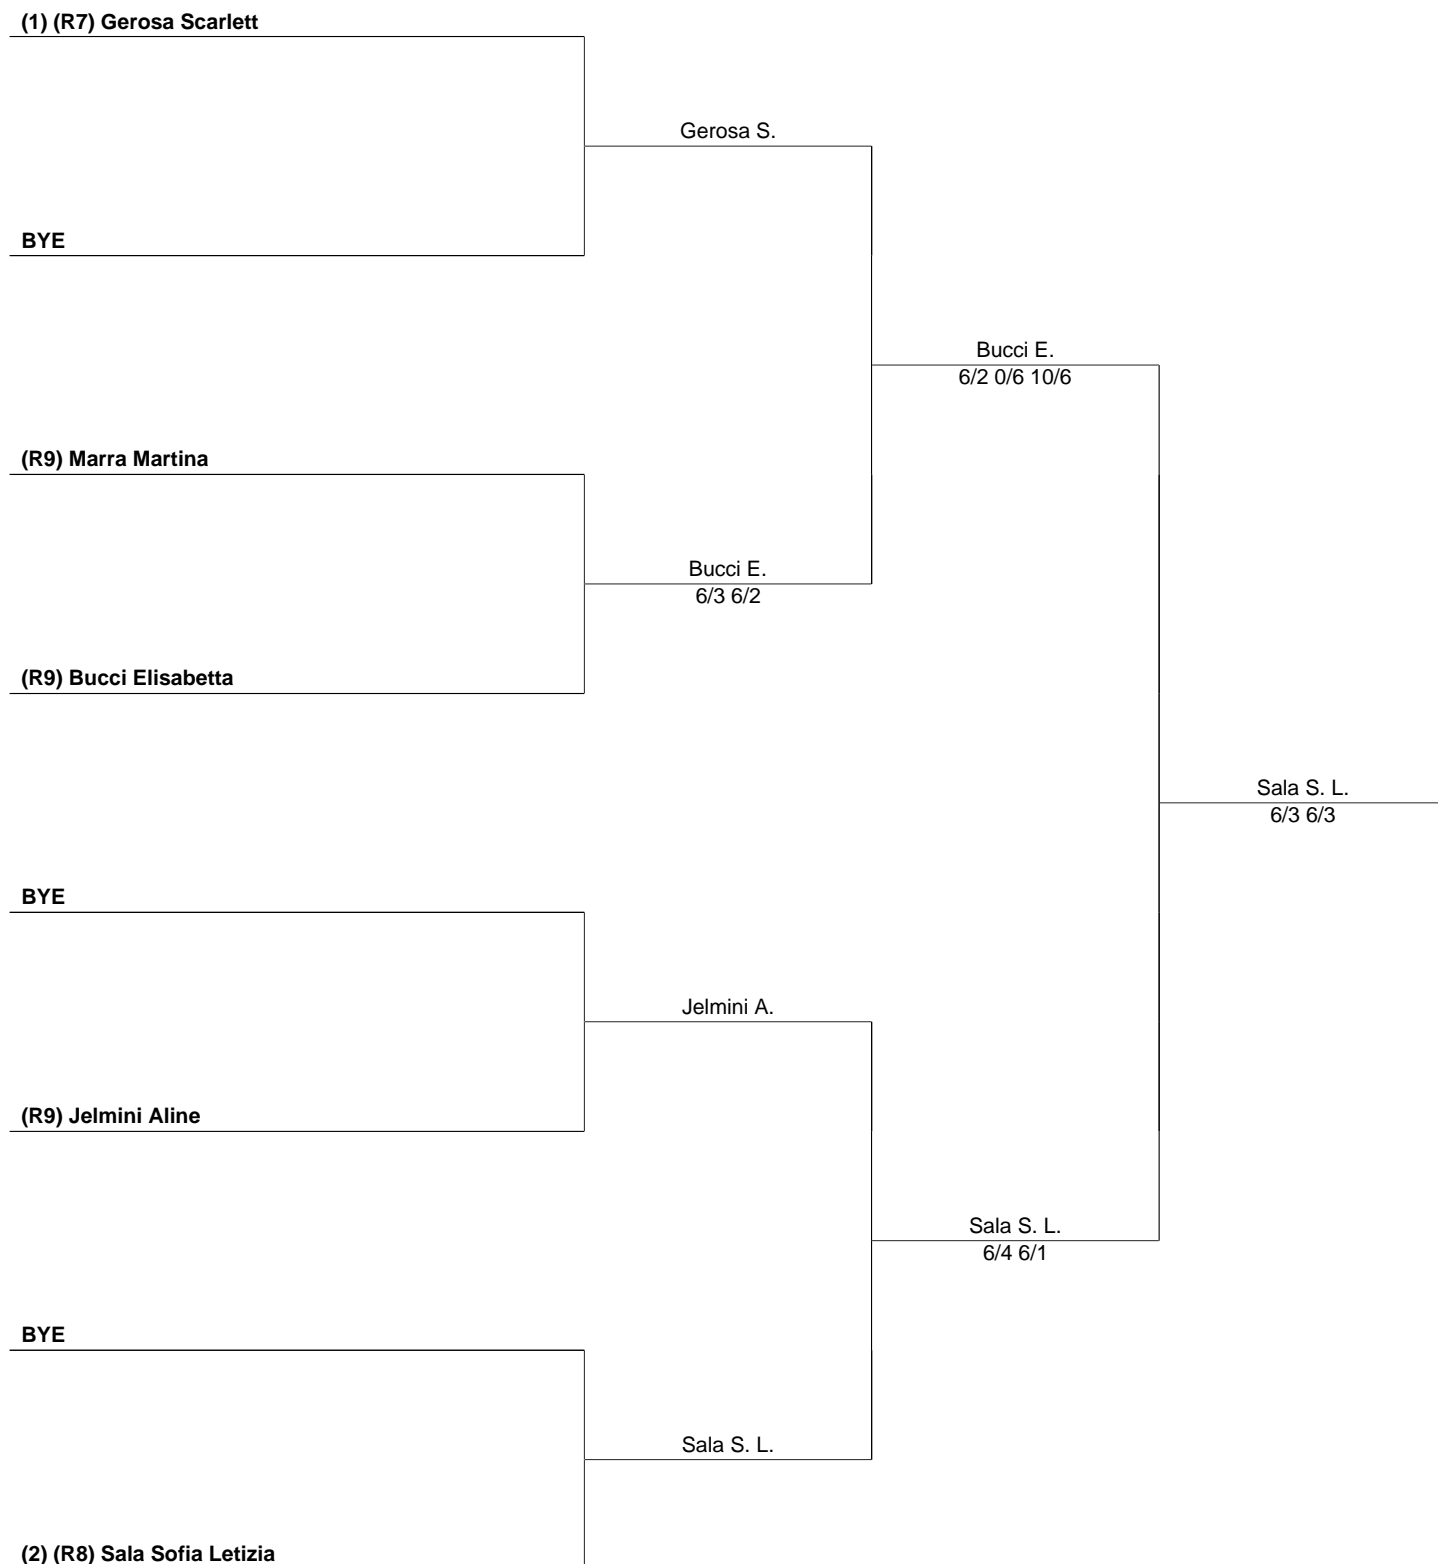 (1) (R7) Gerosa Scarlett
Gerosa S.
BYE
Bucci E.
6/2 0/6 10/6
(R9) Marra Martina
Bucci E.
6/3 6/2
(R9) Bucci Elisabetta
Sala S. L.
6/3 6/3
BYE
Jelmini A.
(R9) Jelmini Aline
Sala S. L.
6/4 6/1
BYE
Sala S. L.
(2) (R8) Sala Sofia Letizia